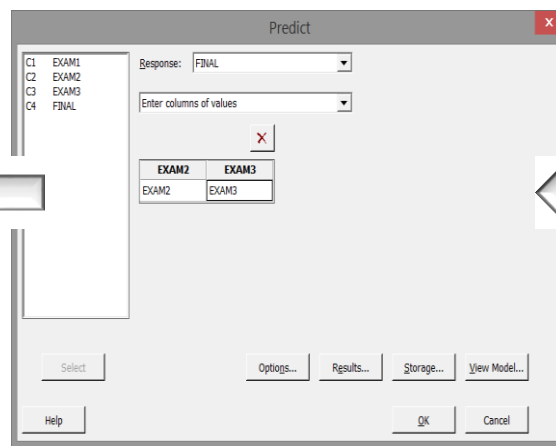 Predict
x
C1 EXAM1
C2 EXAM2
C3 EXAM3
C4 FINAL
Response: FINAL
Enter columns of values
EXAM2 EXAM3
EXAM2 EXAM3
Select
Options... Results... Storage... View Model...
Help
OK Cancel